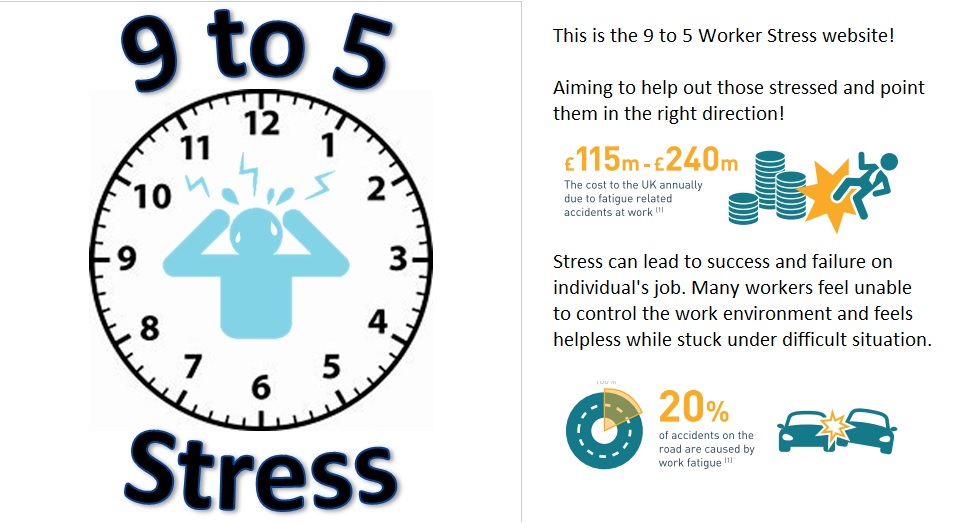 9 to 5
12
11
1
10
2
9
3
8
4
7
5
6
Stress
This is the 9 to 5 Worker Stress website!
Aiming to help out those stressed and point
them in the right direction!
£115m - £240m
The cost to the UK annually
due to fatigue related
accidents at work (1)
Stress can lead to success and failure on
individual's job. Many workers feel unable
to control the work environment and feels
helpless while stuck under difficult situation.
20%
of accidents on the
road are caused by
work fatigue (1)